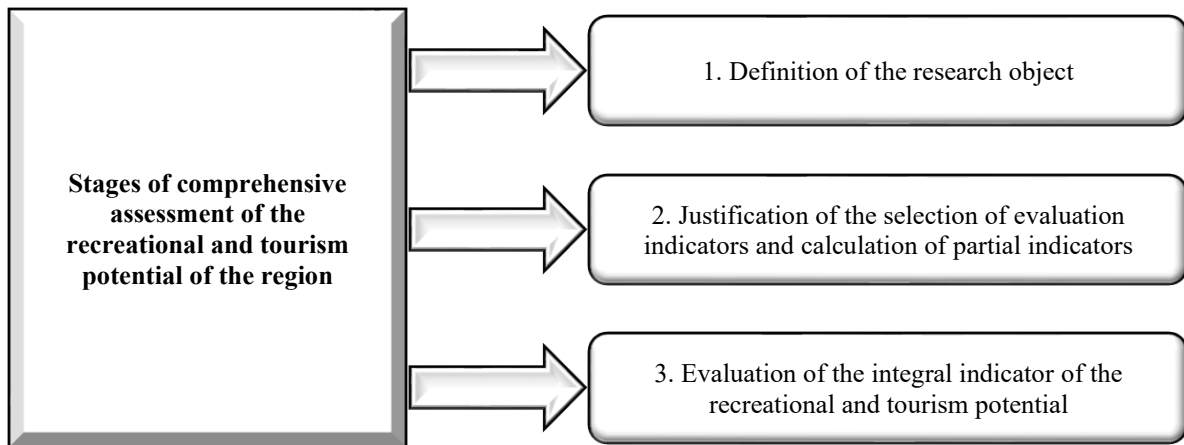 Stages of comprehensive
assessment of the
recreational and tourism
potential of the region
1. Definition of the research object
2. Justification of the selection of evaluation
indicators and calculation of partial indicators
3. Evaluation of the integral indicator of the
recreational and tourism potential